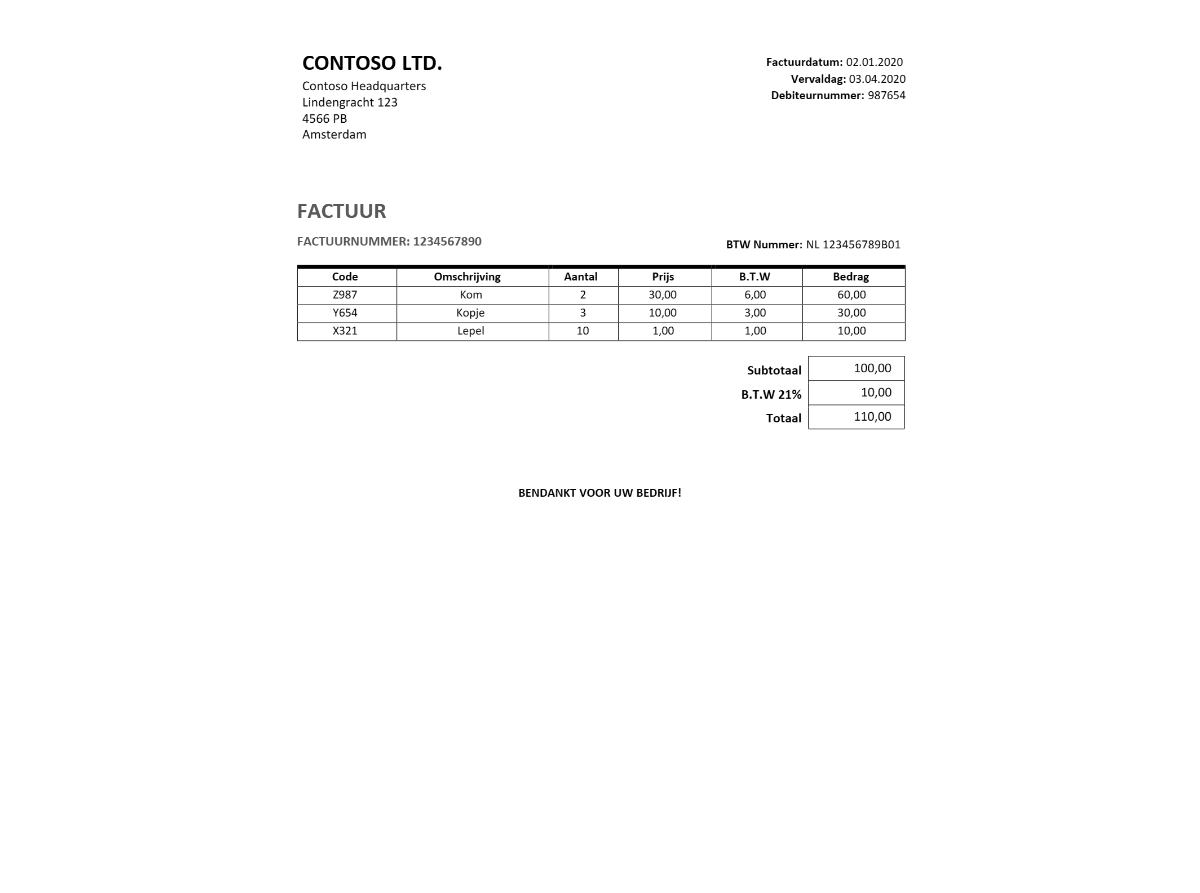 CONTOSO LTD.
Contoso Headquarters
Lindengracht 123
4566 PB
Amsterdam
Factuurdatum: 02.01.2020
Vervaldag: 03.04.2020
Debiteurnummer: 987654
FACTUUR
FACTUURNUMMER: 1234567890
BTW Nummer: NL 123456789B01
Code Omschrijving Aantal Prijs B.T.W Bedrag
Z987 Kom 2 30,00 6,00 60,00
Y654 Kopje 3 10,00 3,00 30,00
X321 Lepel 10 1,00 1,00 10,00
Subtotaal 100,00
B.T.W 21% 10,00
Totaal 110,00
BENDANKT VOOR UW BEDRIJF!